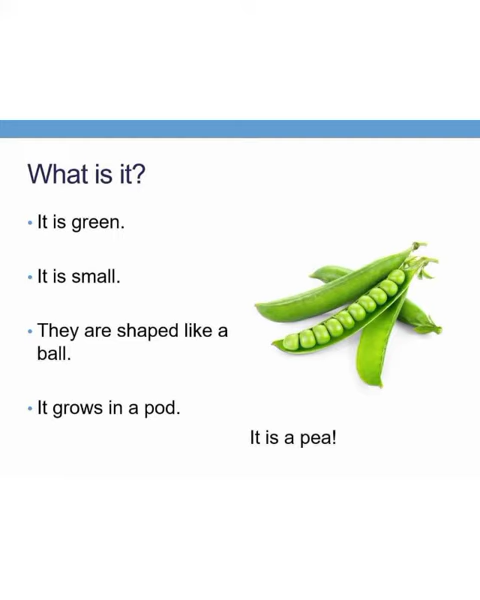 What is it?
• It is green.
• It is small.
• They are shaped like a
ball.
• It grows in a pod.
It is a pea!